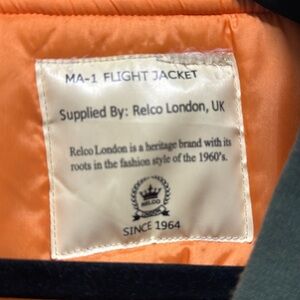 MA-1 FLIGHT JACKET
Supplied By: Relco London, UK
Relco London is a heritage brand with its
roots in the fashion style of the 1960's.
RELCO
SINCE 1964